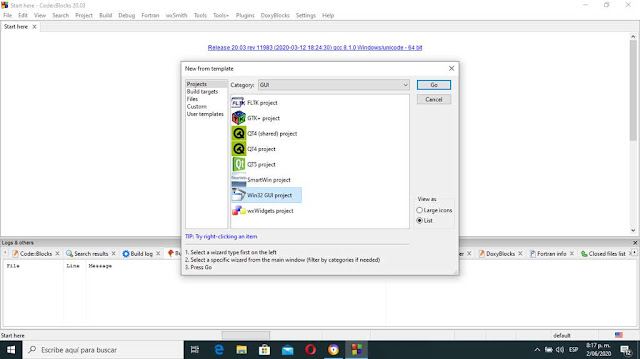 Start here - Code::Blocks 20.03
File Edit View Search Project Build Debug Fortran wxSmith Tools Tools+ Plugins DoxyBlocks Settings Help
Start here
Release 20.03 rev 11983 (2020-03-12 18:24:30) gcc 8.1.0 Windows/unicode - 64 bit
New from template
Projects
Build targets
Files
Custom
User templates
Category: GUI
FLTK project
GTK+ project
QT4 (shared) project
QT4 project
QT5 project
SmartWin project
Win32 GUI project
wxWidgets project
Go
Cancel
View as
Large icons
List
TIP: Try right-clicking an item
1. Select a wizard type first on the left
2. Select a specific wizard from the main window (filter by categories if needed)
3. Press Go
Logs & others
Code::Blocks Search results Build log DoxyBlocks Fortran info Closed files list
File Line Message
Start here default
Escribe aquí para buscar
ESP
8:17 p. m.
2/06/2020